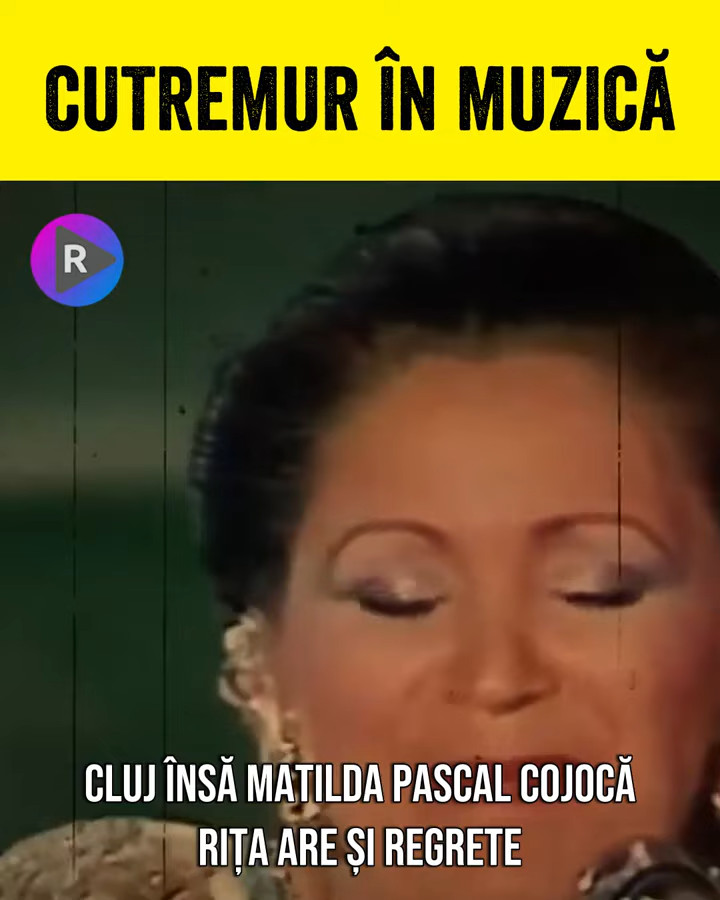 CUTREMUR ÎN MUZICĂ
R
CLUJ ÎNSĂ MATILDA PASCAL COJOCĂ
RIȚA ARE ȘI REGRETE